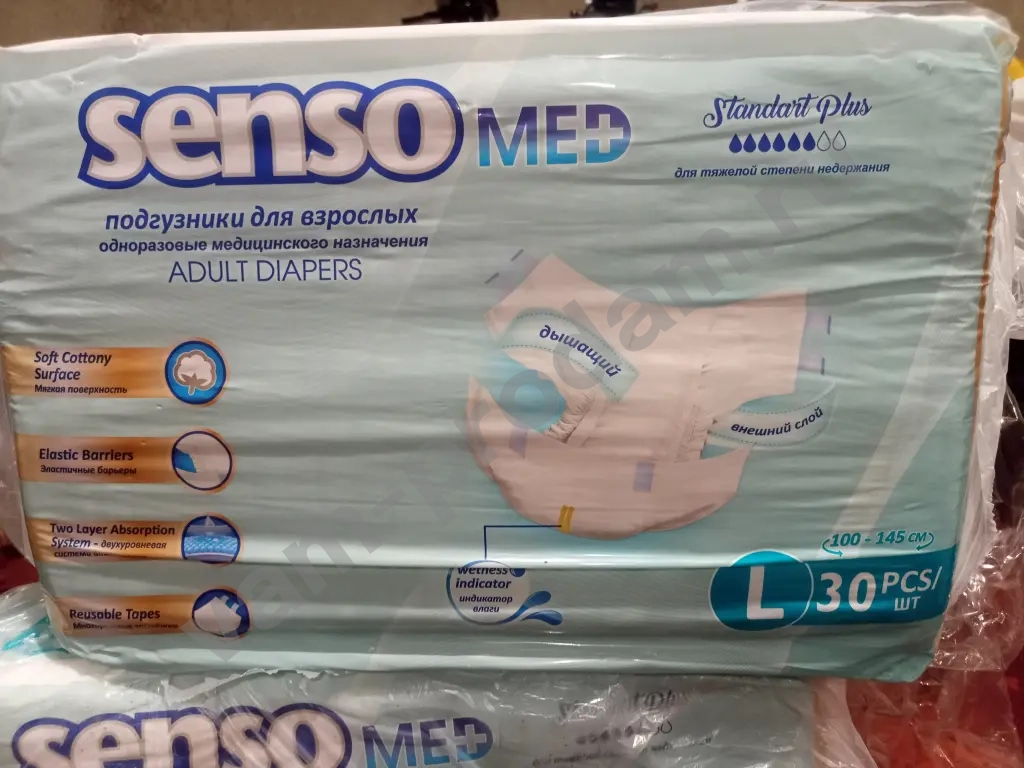 senso MED
Standart Plus
для тяжелой степени недержания
подгузники для взрослых
одноразовые медицинского назначения
ADULT DIAPERS
дышащий
внешний слой
Soft Cottony
Surface
Мягкая поверхность
Elastic Barriers
Эластичные барьеры
Two Layer Absorption
System - двухуровневая
система
Reusable Tapes
wetness
indicator
индикатор
влаги
100 - 145 см
L 30 PCS/
шт
senso MED